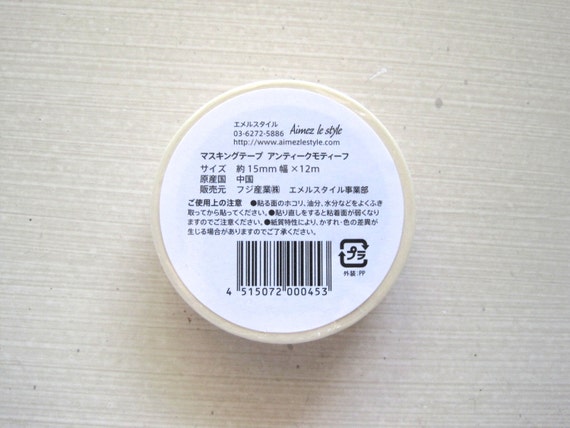 エメルスタイル
03-6272-5886 Aimez le style
http://www.aimezlestyle.com
マスキングテープ アンティークモティーフ
サイズ 約15mm幅×12m
原産国 中国
販売元 フジ産業㈱ エメルスタイル事業部
ご使用上の注意 ●貼る面のホコリ、油分、水分などをよくふき
取ってから貼ってください。●貼り直しをすると粘着面が弱くなり
ますのでご注意ください。●紙質特性により、かすれ・色の差異が
生じる場合がありますのでご了承ください。
プラ
外装:PP
4 515072 000453